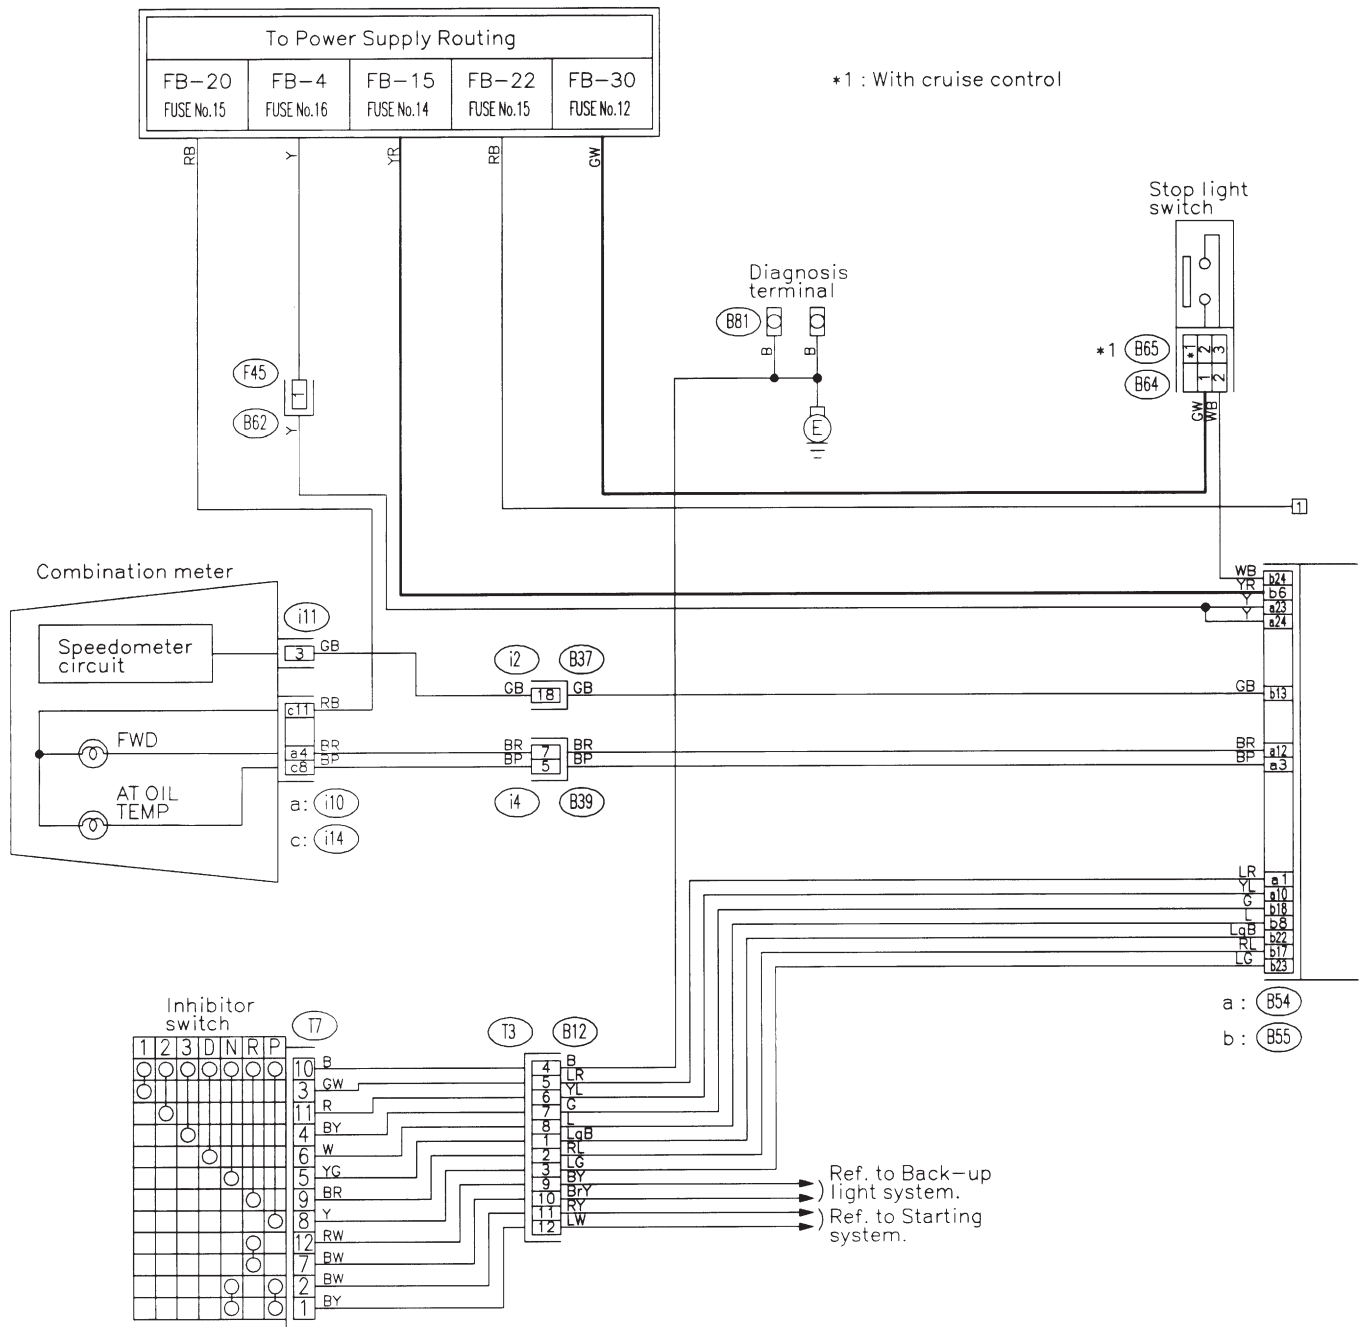 To Power Supply Routing
FB-20 FB-4 FB-15 FB-22 FB-30
FUSE No.15 FUSE No.16 FUSE No.14 FUSE No.15 FUSE No.12
*1 : With cruise control
RB Y YR RB GW
Stop light
switch
Diagnosis
terminal
B81
B B
E
*1 B65
B64
*1 2 3
1 2
GW WB
F45
1
B62
Y
1
Combination meter
Speedometer
circuit
FWD
AT OIL
TEMP
i11
3 GB
c11 RB
a4 BR
c8 BP
a: i10
c: i14
i2 B37
GB 18 GB
BR 7 BR
BP 5 BP
i4 B39
WB b24
YR b6
Y a23
Y a24
GB b13
BR a12
BP a3
LR a1
YL a10
G b18
L b8
LgB b22
RL b17
LG b23
a : B54
b : B55
Inhibitor
switch
T7
1 2 3 D N R P
10 B
3 GW
11 R
4 BY
6 W
5 YG
9 BR
8 Y
12 RW
7 BW
2 BW
1 BY
T3 B12
4 B
5 LR
6 YL
7 G
8 L
1 LgB
2 RL
3 LG
9 BY
10 BrY
11 RY
12 LW
Ref. to Back-up
light system.
Ref. to Starting
system.